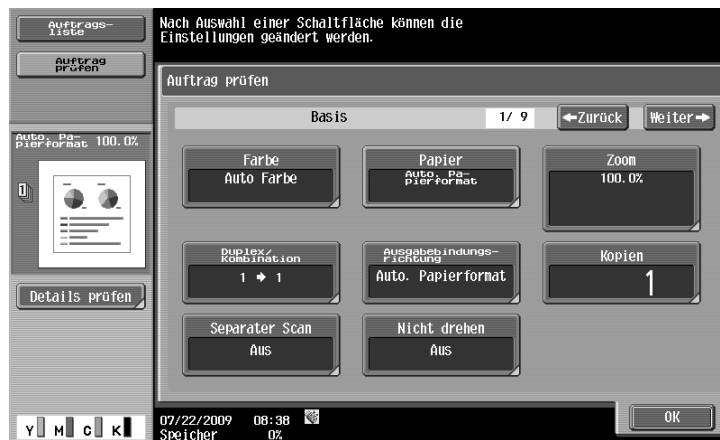 Auftrags-
liste
Auftrag
prüfen
Nach Auswahl einer Schaltfläche können die
Einstellungen geändert werden.
Auftrag prüfen
Basis
1/ 9
←Zurück
Weiter→
Auto. Pa-
pierformat 100.0%
1
Details prüfen
Farbe
Auto Farbe
Papier
Auto. Pa-
pierformat
Zoom
100.0%
Duplex/
Kombination
1 → 1
Ausgabebindungs-
richtung
Auto. Papierformat
Kopien
1
Separater Scan
Aus
Nicht drehen
Aus
Y M C K
07/22/2009 08:38
Speicher 0%
OK